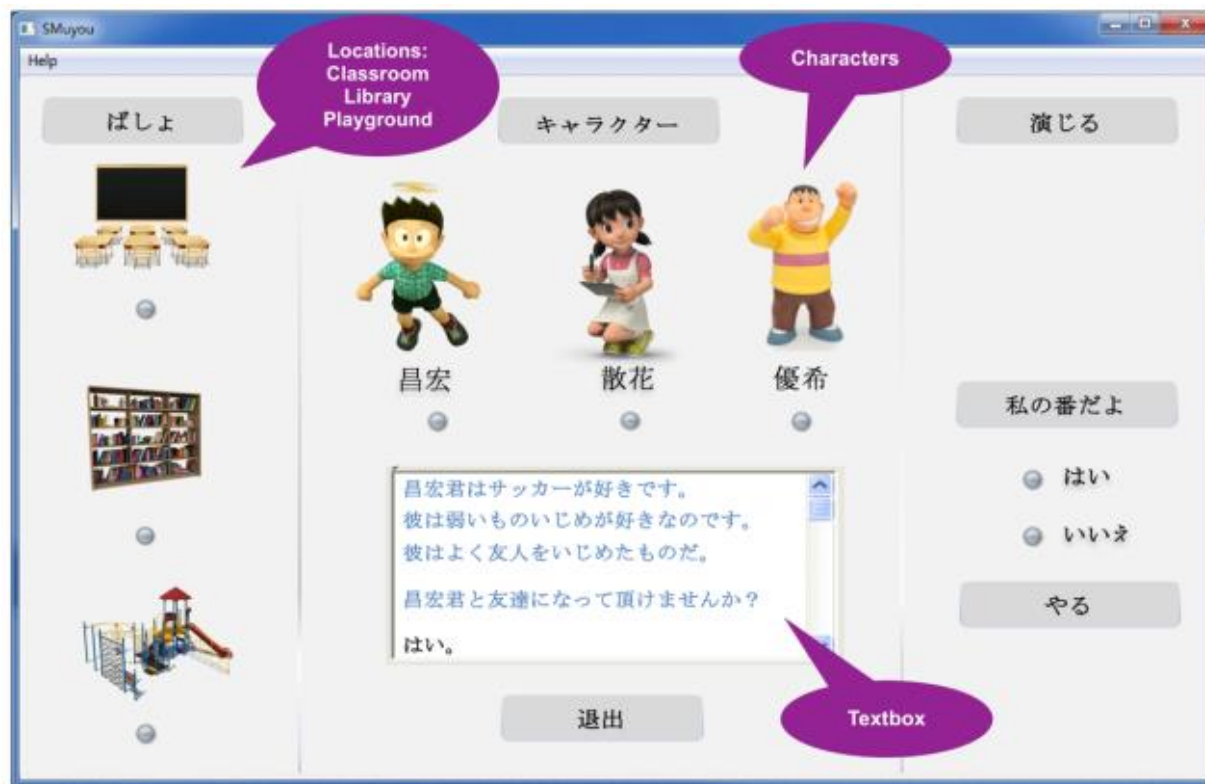 SMuyou
Help
Locations:
Classroom
Library
Playground
Characters
ばしょ
キャラクター
演じる
昌宏
散花
優希
私の番だよ
はい
いいえ
昌宏君はサッカーが好きです。
彼は弱いものいじめが好きなのです。
彼はよく友人をいじめたものだ。
昌宏君と友達になって頂けませんか？
はい。
やる
退出
Textbox